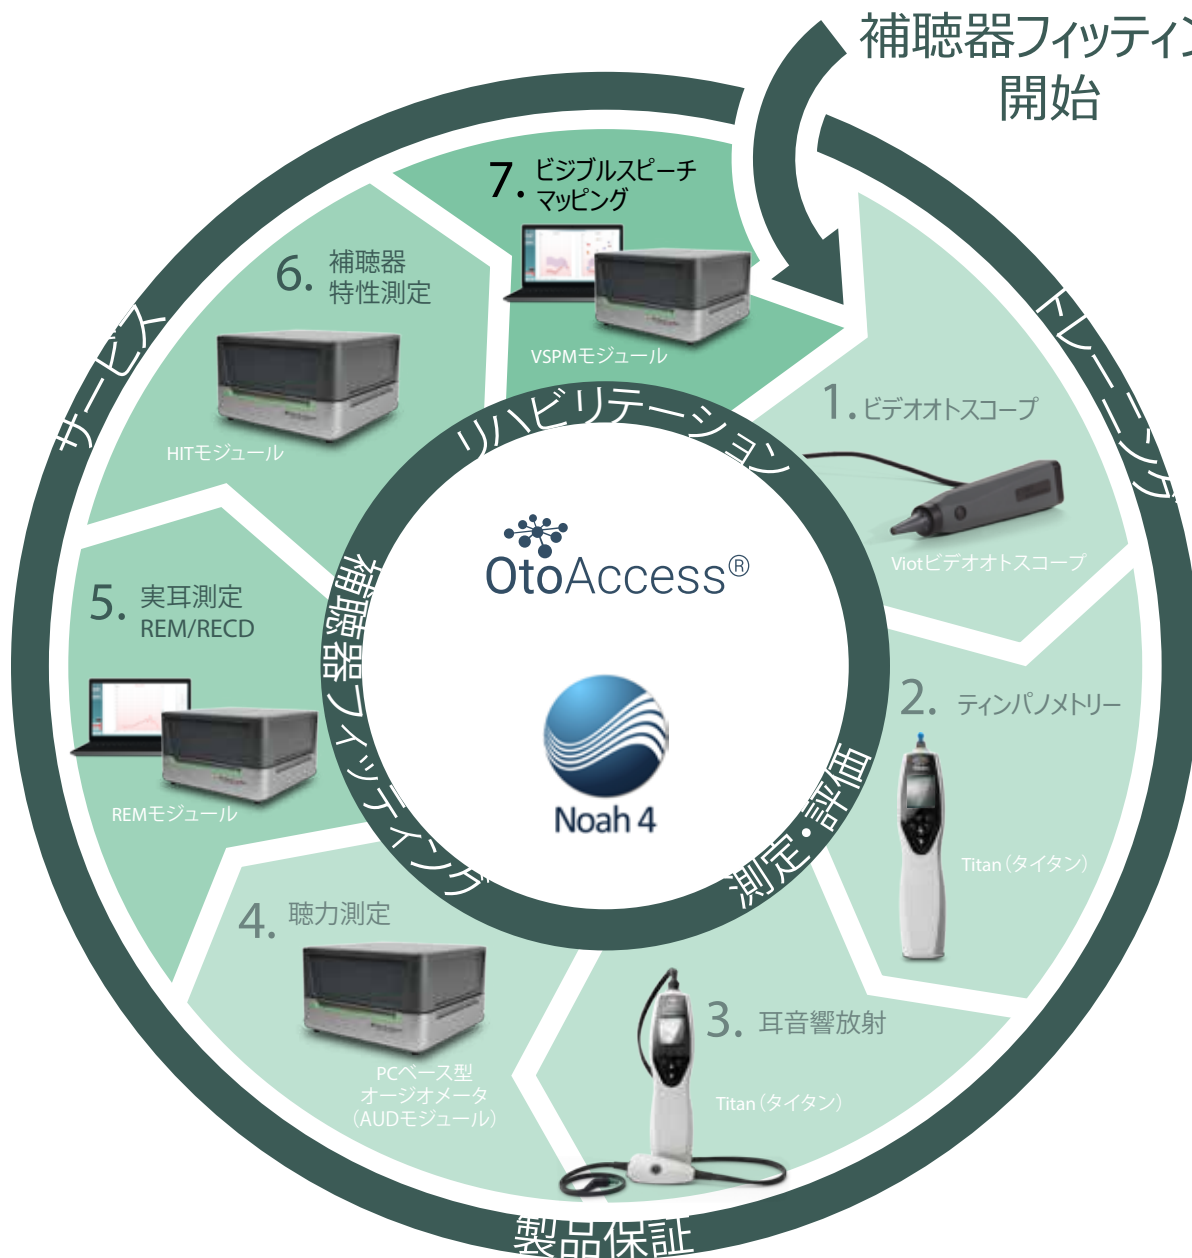 補聴器フィッティン
開始
トレーニング
サービス
製品保証
リハビリテーション
補聴器フィッティング
測定・評価
OtoAccess®
Noah 4
1. ビデオオトスコープ
Viotビデオオトスコープ
2. ティンパノメトリー
Titan（タイタン）
3. 耳音響放射
Titan（タイタン）
4. 聴力測定
PCベース型
オージオメータ
（AUDモジュール）
5. 実耳測定
REM/RECD
REMモジュール
6. 補聴器
特性測定
HITモジュール
7. ビジブルスピーチ
マッピング
VSPMモジュール